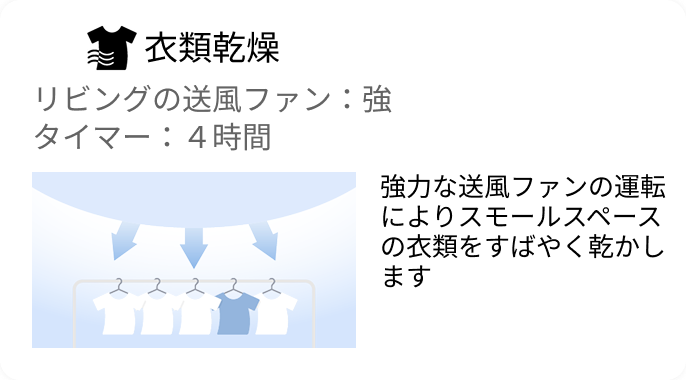 衣類乾燥
リビングの送風ファン：強
タイマー：４時間
強力な送風ファンの運転
によりスモールスペース
の衣類をすばやく乾かし
ます